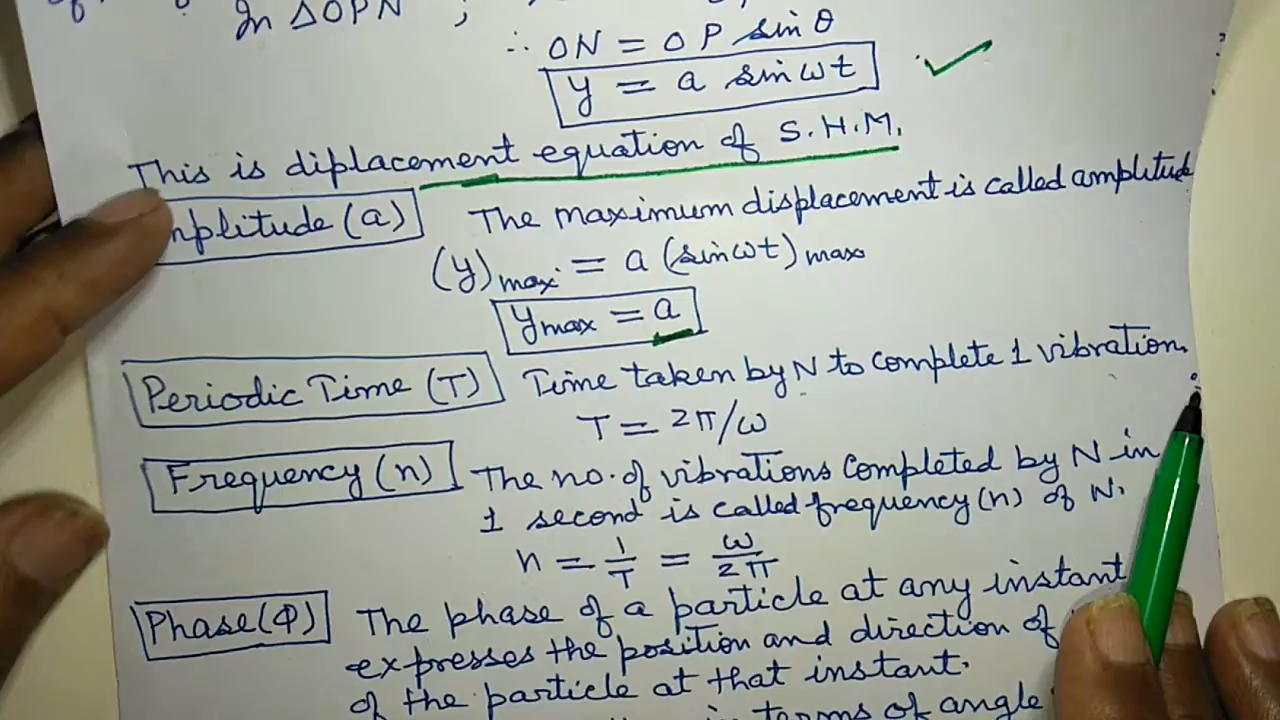 In △OPN ;
∴ ON = OP sin θ
y = a sin ωt
This is diplacement equation of S.H.M.
mplitude (a) The maximum displacement is called amplitude
(y)max = a (sin ωt) max
ymax = a
Periodic Time (T) Time taken by N to complete 1 vibration.
T = 2π/ω
Frequency (n) The no. of vibrations completed by N in
1 second is called frequency (n) of N.
n = 1/T = ω/2π
Phase (Φ) The phase of a particle at any instant
expresses the position and direction of
of the particle at that instant.
in terms of angle